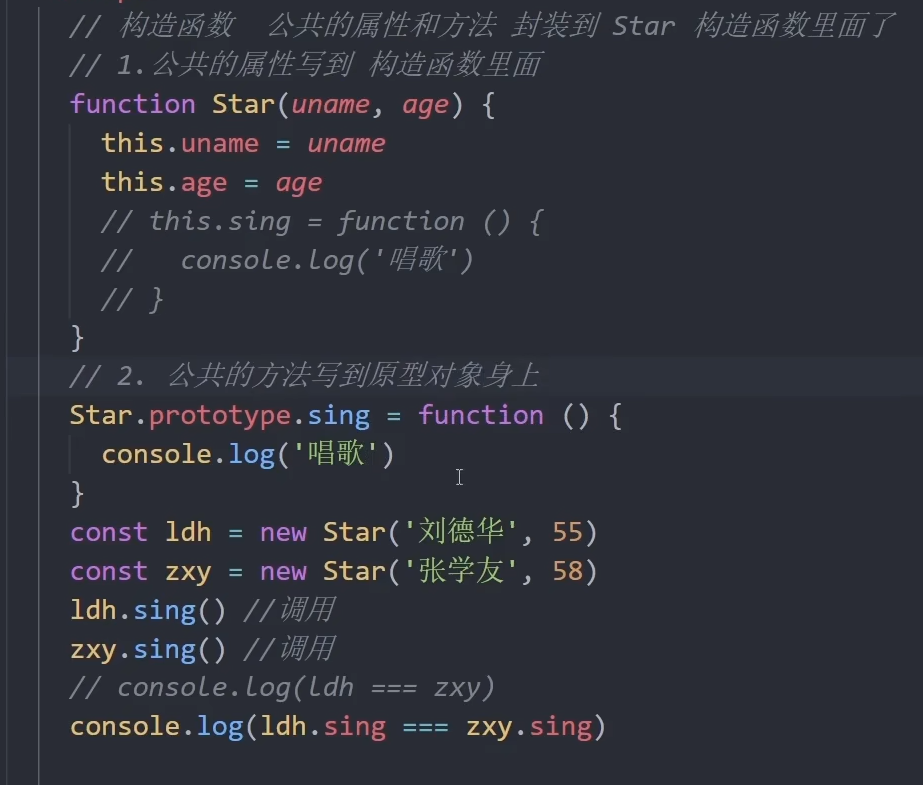 // 构造函数  公共的属性和方法 封装到 Star 构造函数里面了
// 1.公共的属性写到 构造函数里面
function Star(uname, age) {
  this.uname = uname
  this.age = age
  // this.sing = function () {
  //   console.log('唱歌')
  // }
}
// 2. 公共的方法写到原型对象身上
Star.prototype.sing = function () {
  console.log('唱歌')
}
const ldh = new Star('刘德华', 55)
const zxy = new Star('张学友', 58)
ldh.sing() //调用
zxy.sing() //调用
// console.log(ldh === zxy)
console.log(ldh.sing === zxy.sing)